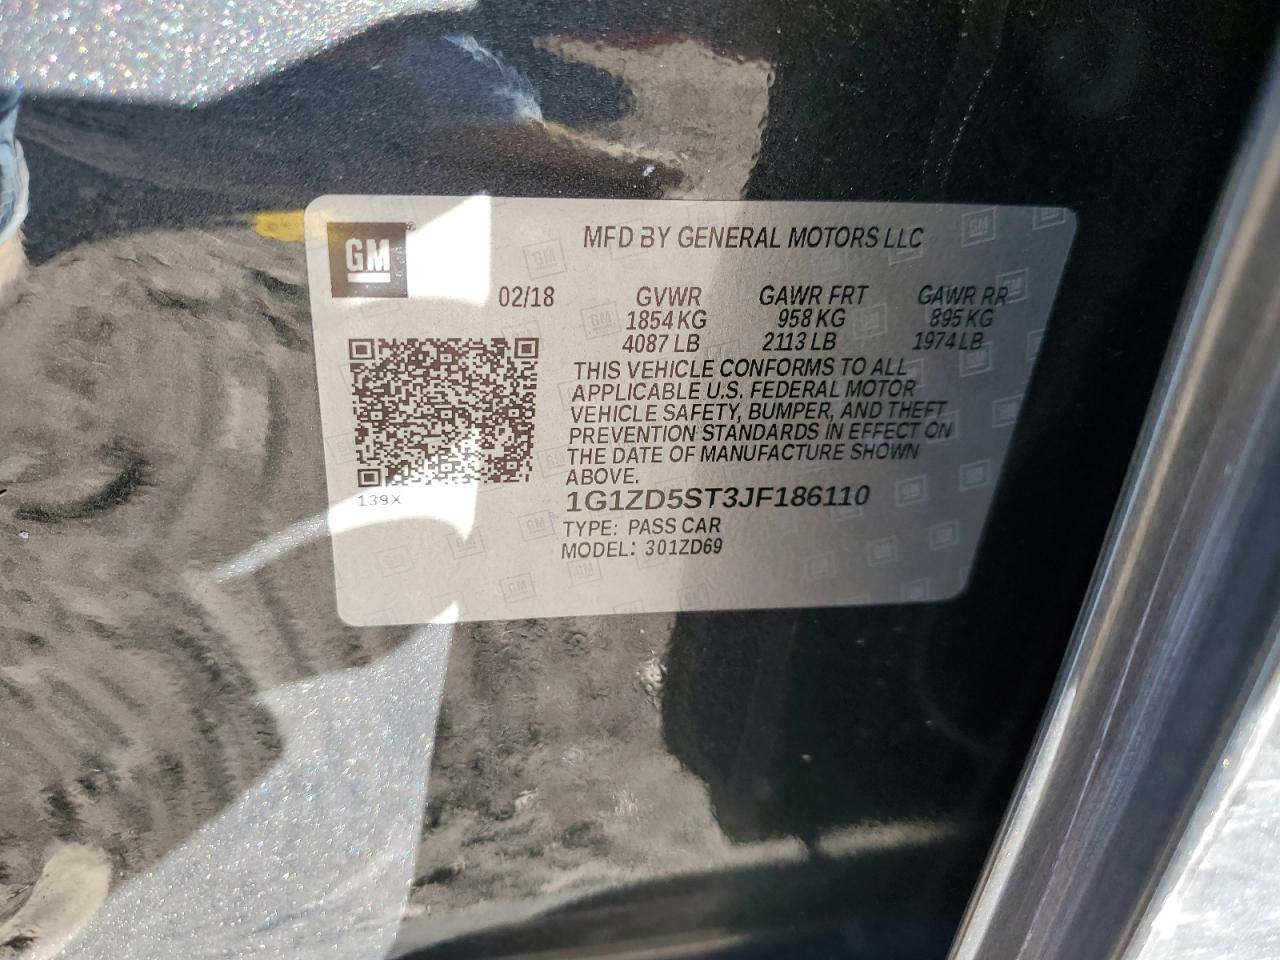 GM
MFD BY GENERAL MOTORS LLC
02/18 GVWR GAWR FRT GAWR RR
1854 KG 958 KG 895 KG
4087 LB 2113 LB 1974 LB
THIS VEHICLE CONFORMS TO ALL
APPLICABLE U.S. FEDERAL MOTOR
VEHICLE SAFETY, BUMPER, AND THEFT
PREVENTION STANDARDS IN EFFECT ON
THE DATE OF MANUFACTURE SHOWN
ABOVE.
139X
1G1ZD5ST3JF186110
TYPE: PASS CAR
MODEL: 301ZD69